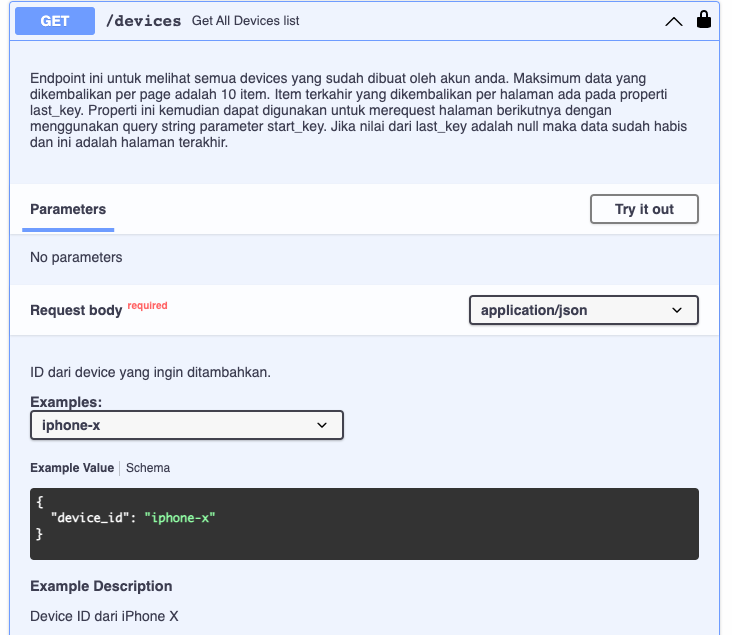 GET /devices Get All Devices list
Endpoint ini untuk melihat semua devices yang sudah dibuat oleh akun anda. Maksimum data yang
dikembalikan per page adalah 10 item. Item terkahir yang dikembalikan per halaman ada pada properti
last_key. Properti ini kemudian dapat digunakan untuk merequest halaman berikutnya dengan
menggunakan query string parameter start_key. Jika nilai dari last_key adalah null maka data sudah habis
dan ini adalah halaman terakhir.
Parameters Try it out
No parameters
Request body required application/json
ID dari device yang ingin ditambahkan.
Examples:
iphone-x
Example Value Schema
{
"device_id": "iphone-x"
}
Example Description
Device ID dari iPhone X